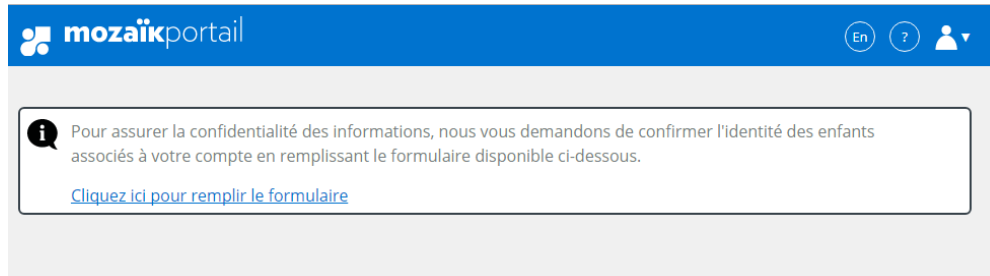 mozaïkportail
En ?
Pour assurer la confidentialité des informations, nous vous demandons de confirmer l'identité des enfants
associés à votre compte en remplissant le formulaire disponible ci-dessous.
Cliquez ici pour remplir le formulaire